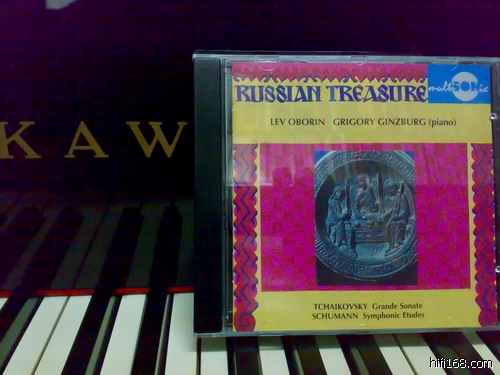 RUSSIAN TREASURE
multiSONic
LEV OBORIN GRIGORY GINZBURG (piano)
KAW
TCHAIKOVSKY Grande Sonate
SCHUMANN Symphonic Etudes
hifi168.com